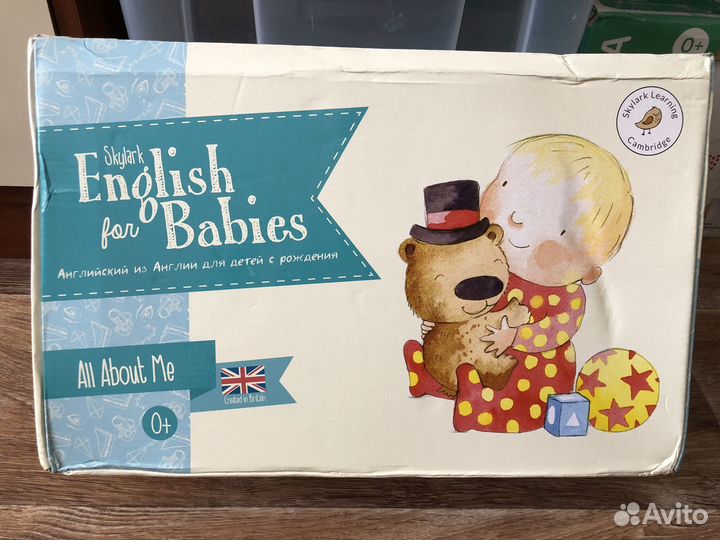 Skylark
English
for Babies
Английский из Англии для детей с рождения
All About Me
0+
Created in Britain
Skylark Learning
Cambridge
A
0+
Avito